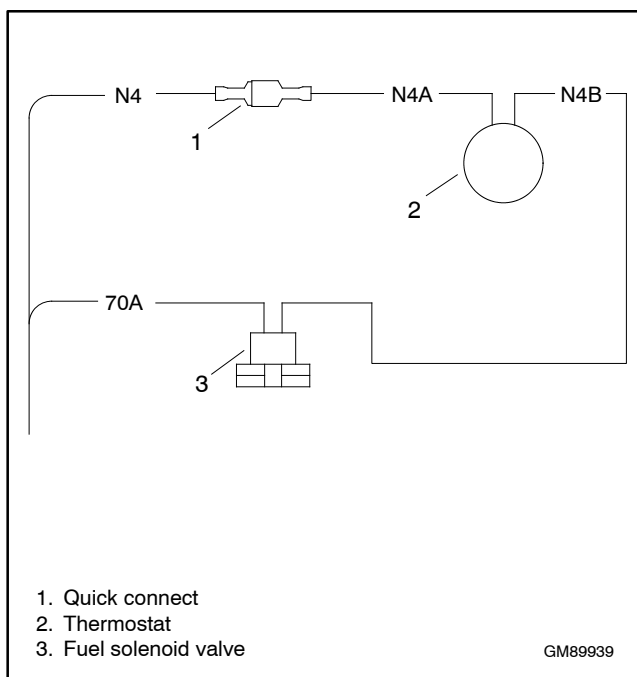 N4
N4A
N4B
1
2
70A
3
1. Quick connect
2. Thermostat
3. Fuel solenoid valve
GM89939